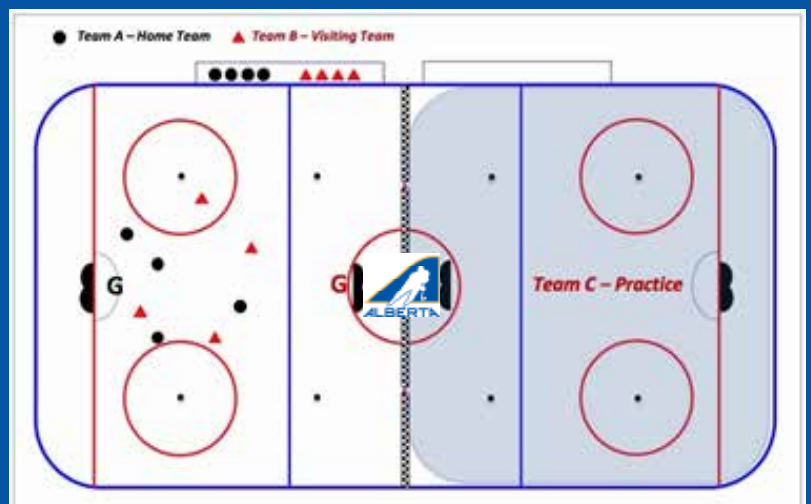 Team A – Home Team
Team B – Visiting Team
G
G
ALBERTA
Team C – Practice